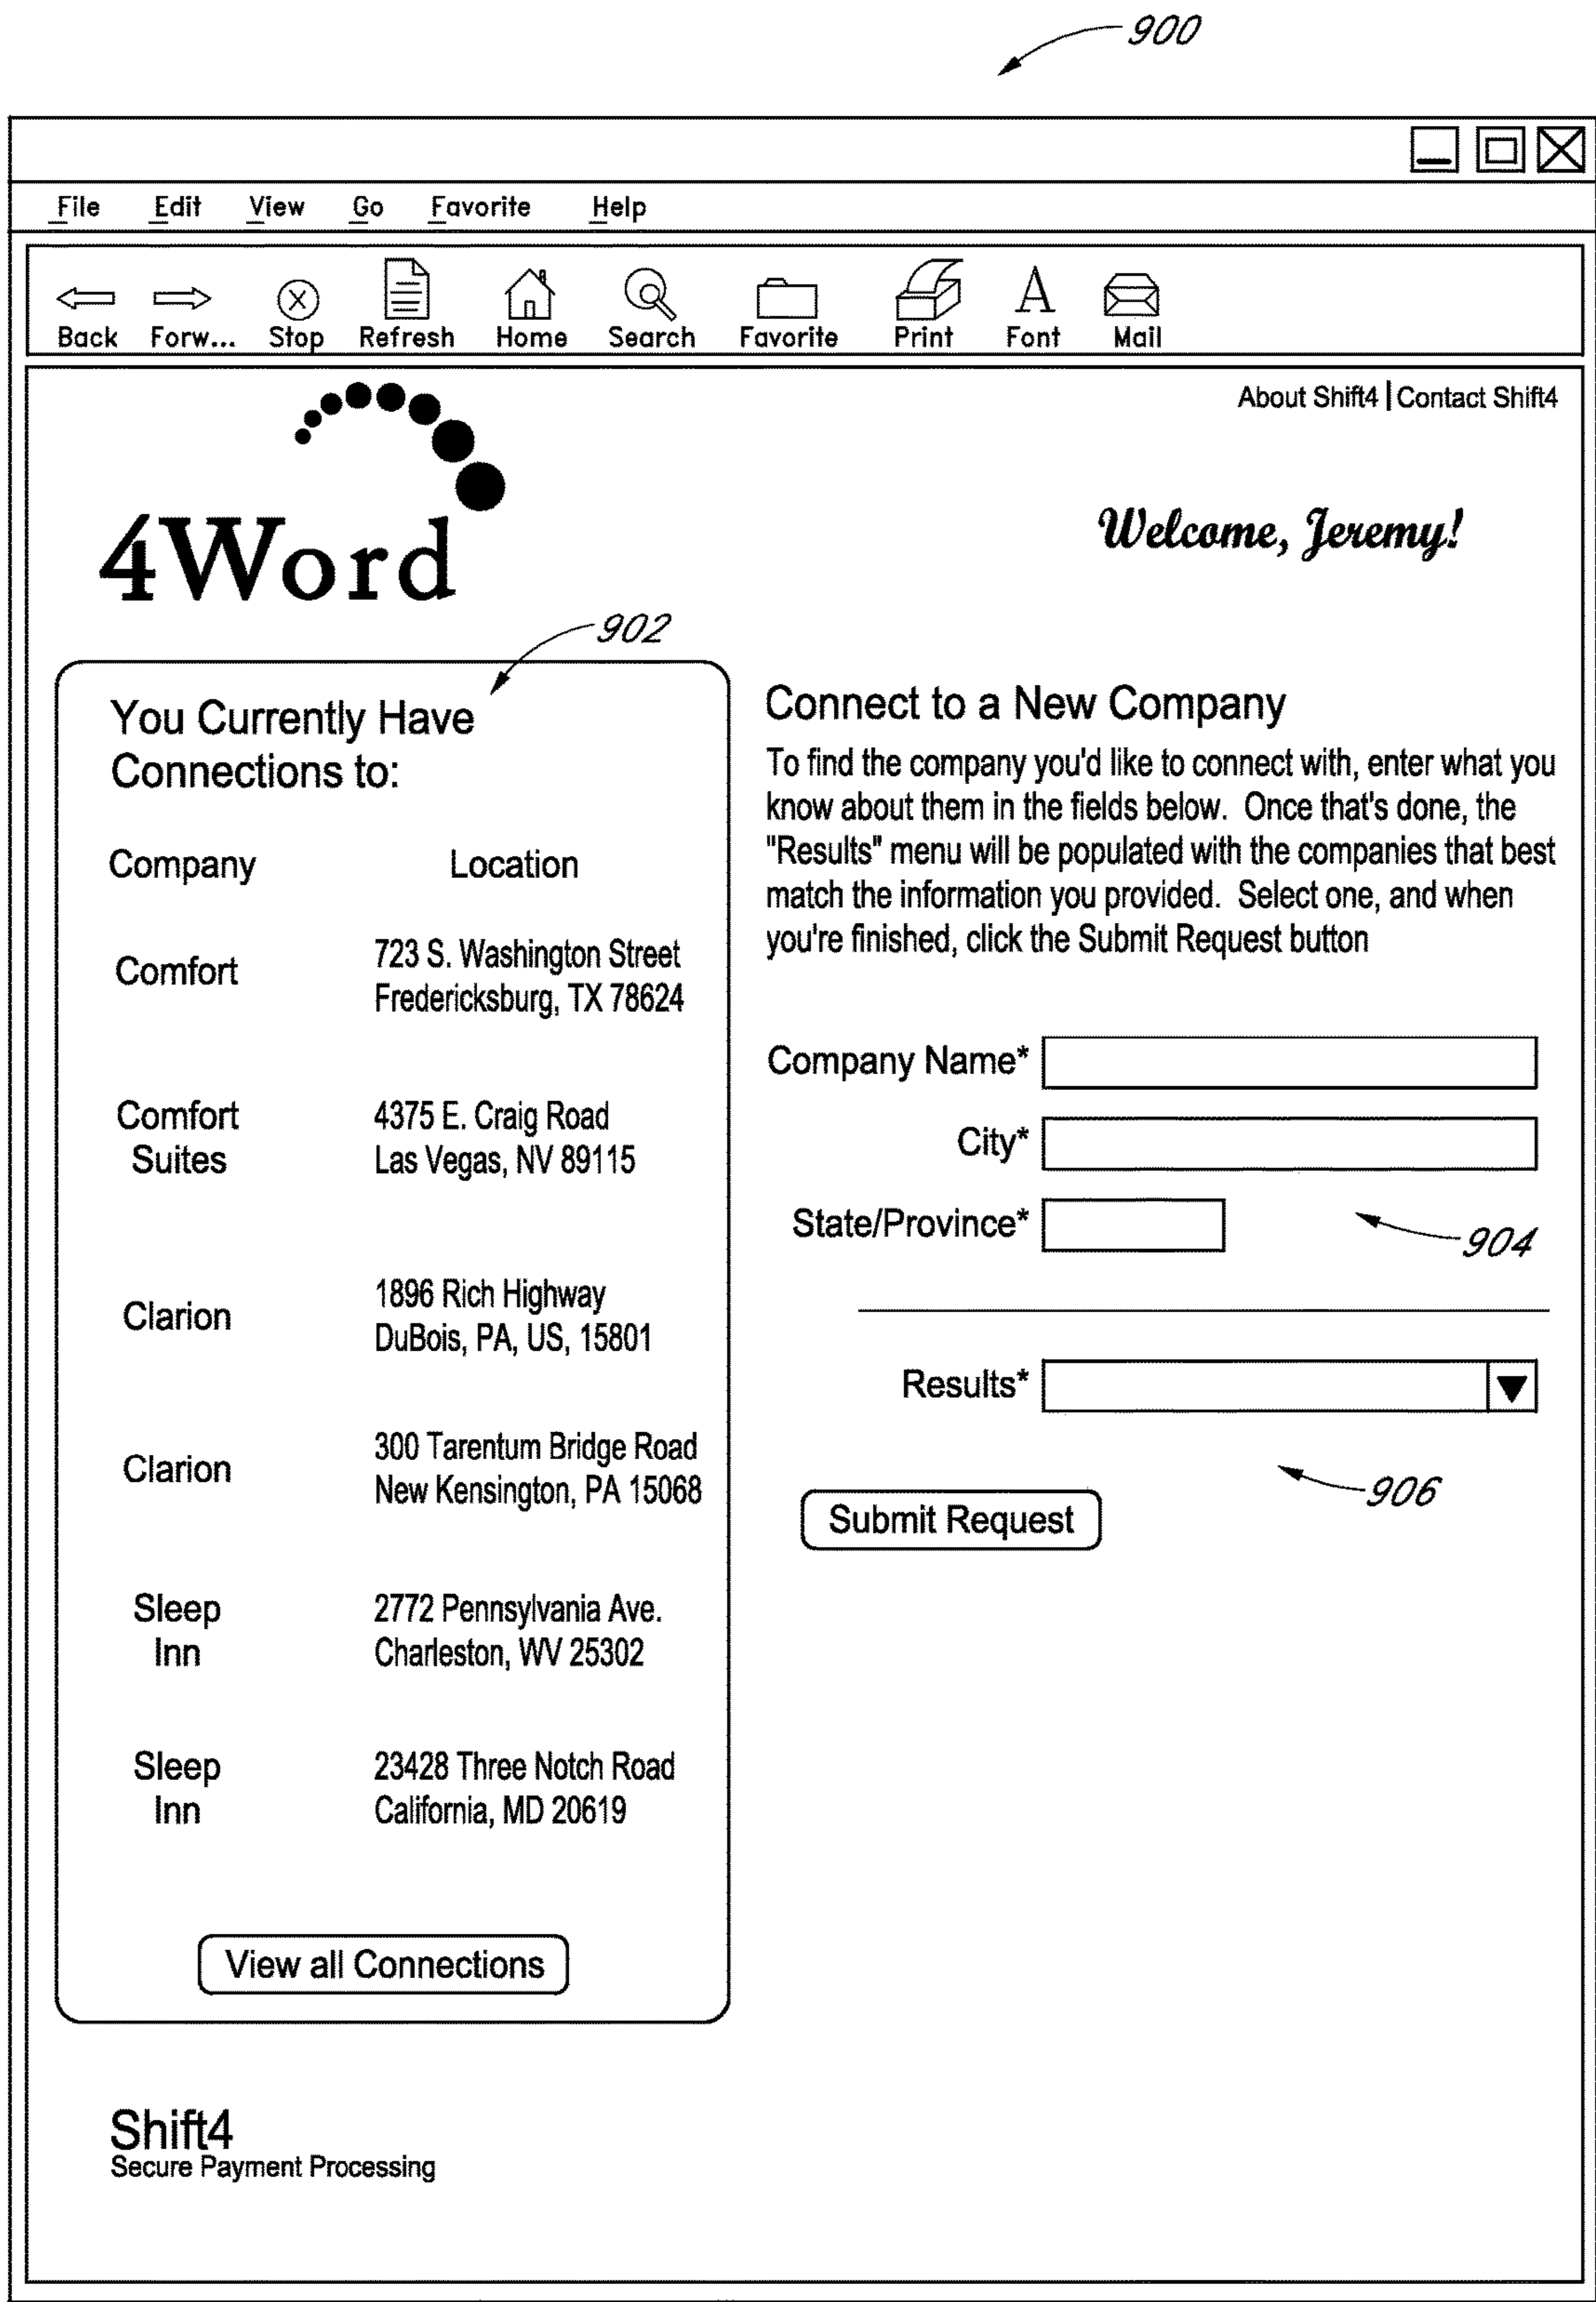 900
File Edit View Go Favorite Help
Back Forw... Stop Refresh Home Search Favorite Print Font Mail
About Shift4 | Contact Shift4
4Word
Welcome, Jeremy!
902
You Currently Have
Connections to:
Company Location
Comfort
723 S. Washington Street
Fredericksburg, TX 78624
Comfort
Suites
4375 E. Craig Road
Las Vegas, NV 89115
Clarion
1896 Rich Highway
DuBois, PA, US, 15801
Clarion
300 Tarentum Bridge Road
New Kensington, PA 15068
Sleep
Inn
2772 Pennsylvania Ave.
Charleston, WV 25302
Sleep
Inn
23428 Three Notch Road
California, MD 20619
View all Connections
Connect to a New Company
To find the company you'd like to connect with, enter what you
know about them in the fields below. Once that's done, the
"Results" menu will be populated with the companies that best
match the information you provided. Select one, and when
you're finished, click the Submit Request button
Company Name*
City*
State/Province*
904
Results*
906
Submit Request
Shift4
Secure Payment Processing